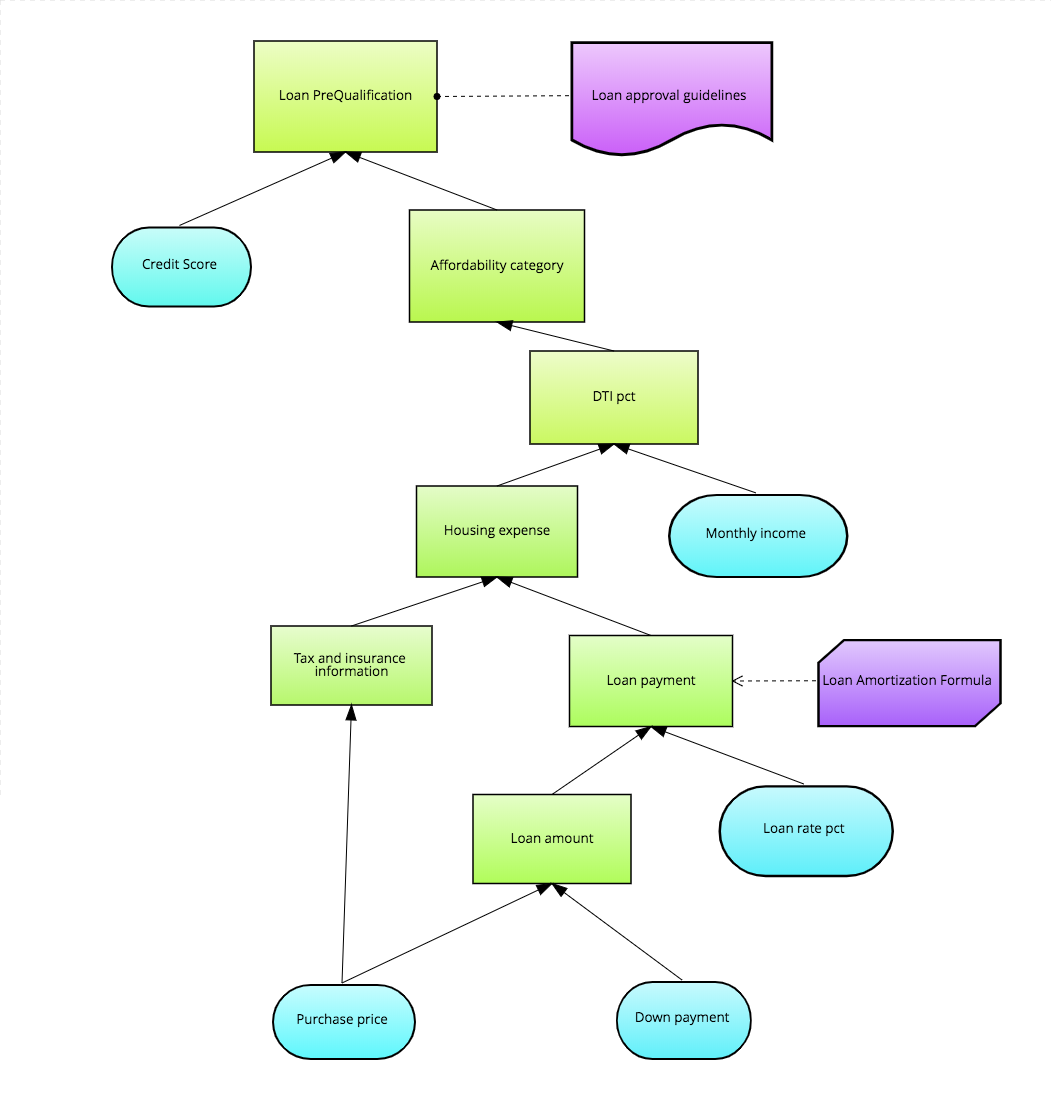 Loan PreQualification
Loan approval guidelines
Credit Score
Affordability category
DTI pct
Housing expense
Monthly income
Tax and insurance
information
Loan payment
Loan Amortization Formula
Loan amount
Loan rate pct
Purchase price
Down payment